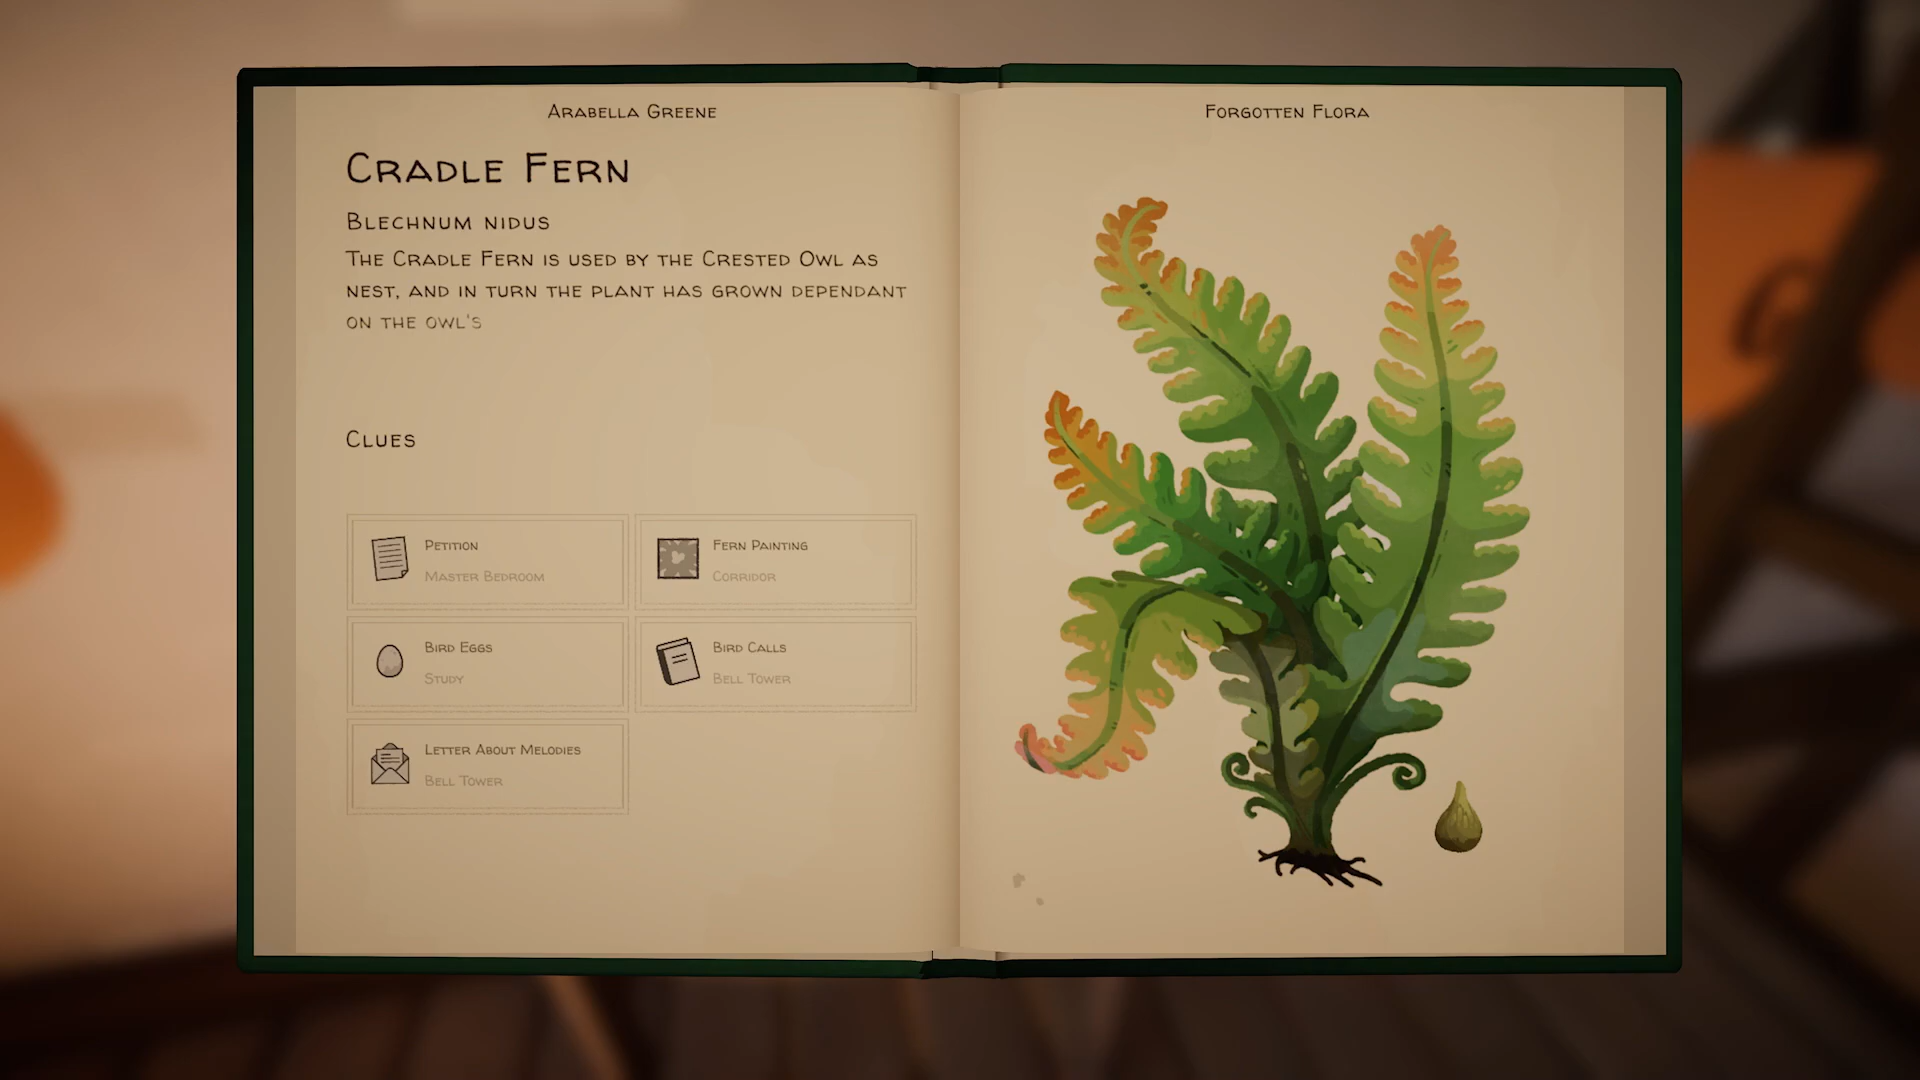 Arabella Greene
Forgotten Flora
Cradle Fern
Blechnum nidus
The Cradle Fern is used by the Crested Owl as
nest, and in turn the plant has grown dependant
on the owl's
Clues
Petition
Master Bedroom
Fern Painting
Corridor
Bird Eggs
Study
Bird Calls
Bell Tower
Letter About Melodies
Bell Tower